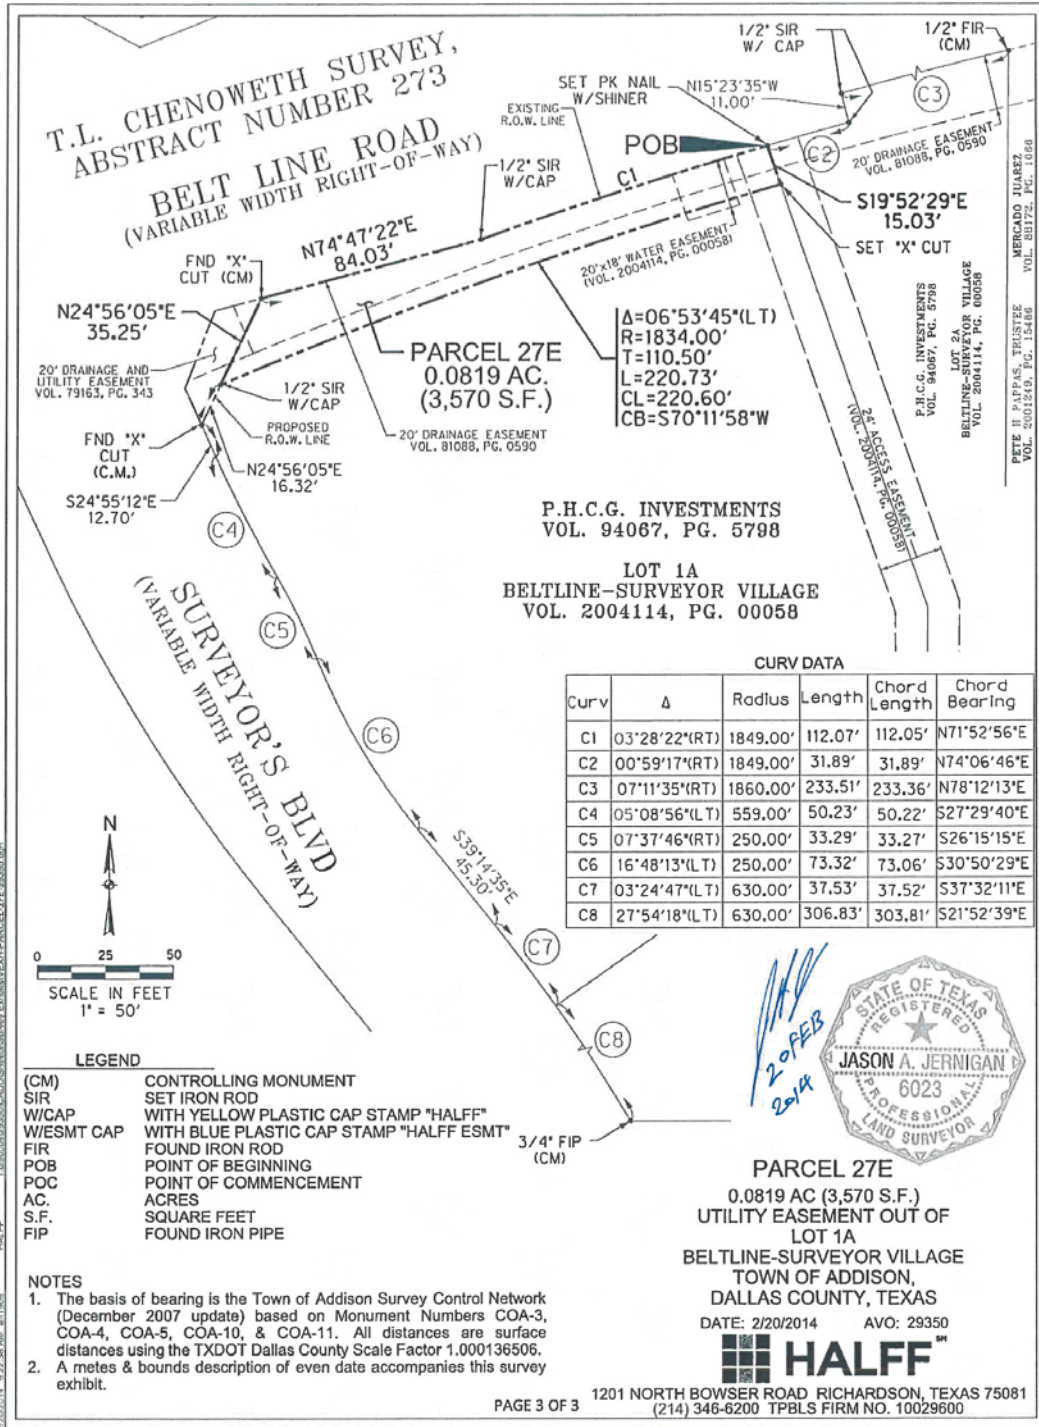 T.L. CHENOWETH SURVEY,
ABSTRACT NUMBER 273
BELT LINE ROAD
(VARIABLE WIDTH RIGHT-OF-WAY)
1/2" SIR
W/ CAP
1/2" FIR
(CM)
SET PK NAIL
W/SHINER
N15°23'35"W
11.00'
EXISTING
R.O.W. LINE
POB
C3
C2
C1
20' DRAINAGE EASEMENT
VOL. 81088, PG. 0590
1/2" SIR
W/CAP
S19°52'29"E
15.03'
SET "X" CUT
N74°47'22"E
84.03'
FND "X"
CUT (CM)
N24°56'05"E
35.25'
20'x18' WATER EASEMENT
(VOL. 2004114, PG. 00058)
Δ=06°53'45"(LT)
R=1834.00'
T=110.50'
L=220.73'
CL=220.60'
CB=S70°11'58"W
PARCEL 27E
0.0819 AC.
(3,570 S.F.)
20' DRAINAGE AND
UTILITY EASEMENT
VOL. 79163, PG. 343
1/2" SIR
W/CAP
PROPOSED
R.O.W. LINE
20' DRAINAGE EASEMENT
VOL. 81088, PG. 0590
FND "X"
CUT
(C.M.)
N24°56'05"E
16.32'
S24°55'12"E
12.70'
MERCADO JUAREZ
VOL. 88172, PG. 1086
PETE H PAPPAS, TRUSTEE
VOL. 2001249, PG. 15486
P.H.C.G. INVESTMENTS
VOL. 94067, PG. 5798
LOT 2A
BELTLINE-SURVEYOR VILLAGE
VOL. 2004114, PG. 00058
24' ACCESS EASEMENT
(VOL. 2004114, PG. 00058)
P.H.C.G. INVESTMENTS
VOL. 94067, PG. 5798
LOT 1A
BELTLINE-SURVEYOR VILLAGE
VOL. 2004114, PG. 00058
C4
C5
C6
SURVEYOR'S BLVD
(VARIABLE WIDTH RIGHT-OF-WAY)
S39°14'35"E
45.30'
C7
C8
3/4" FIP
(CM)
CURV DATA
Curv Δ Radius Length Chord Length Chord Bearing
C1 03°28'22"(RT) 1849.00' 112.07' 112.05' N71°52'56"E
C2 00°59'17"(RT) 1849.00' 31.89' 31.89' N74°06'46"E
C3 07°11'35"(RT) 1860.00' 233.51' 233.36' N78°12'13"E
C4 05°08'56"(LT) 559.00' 50.23' 50.22' S27°29'40"E
C5 07°37'46"(RT) 250.00' 33.29' 33.27' S26°15'15"E
C6 16°48'13"(LT) 250.00' 73.32' 73.06' S30°50'29"E
C7 03°24'47"(LT) 630.00' 37.53' 37.52' S37°32'11"E
C8 27°54'18"(LT) 630.00' 306.83' 303.81' S21°52'39"E
N
0 25 50
SCALE IN FEET
1" = 50'
20 FEB
2014
STATE OF TEXAS
REGISTERED
JASON A. JERNIGAN
6023
PROFESSIONAL
LAND SURVEYOR
LEGEND
(CM) CONTROLLING MONUMENT
SIR SET IRON ROD
W/CAP WITH YELLOW PLASTIC CAP STAMP "HALFF"
W/ESMT CAP WITH BLUE PLASTIC CAP STAMP "HALFF ESMT"
FIR FOUND IRON ROD
POB POINT OF BEGINNING
POC POINT OF COMMENCEMENT
AC. ACRES
S.F. SQUARE FEET
FIP FOUND IRON PIPE
NOTES
1. The basis of bearing is the Town of Addison Survey Control Network
(December 2007 update) based on Monument Numbers COA-3,
COA-4, COA-5, COA-10, & COA-11. All distances are surface
distances using the TXDOT Dallas County Scale Factor 1.000136506.
2. A metes & bounds description of even date accompanies this survey
exhibit.
PAGE 3 OF 3
PARCEL 27E
0.0819 AC (3,570 S.F.)
UTILITY EASEMENT OUT OF
LOT 1A
BELTLINE-SURVEYOR VILLAGE
TOWN OF ADDISON,
DALLAS COUNTY, TEXAS
DATE: 2/20/2014 AVO: 29350
HALFF SM
1201 NORTH BOWSER ROAD RICHARDSON, TEXAS 75081
(214) 346-6200 TPBLS FIRM NO. 10029600